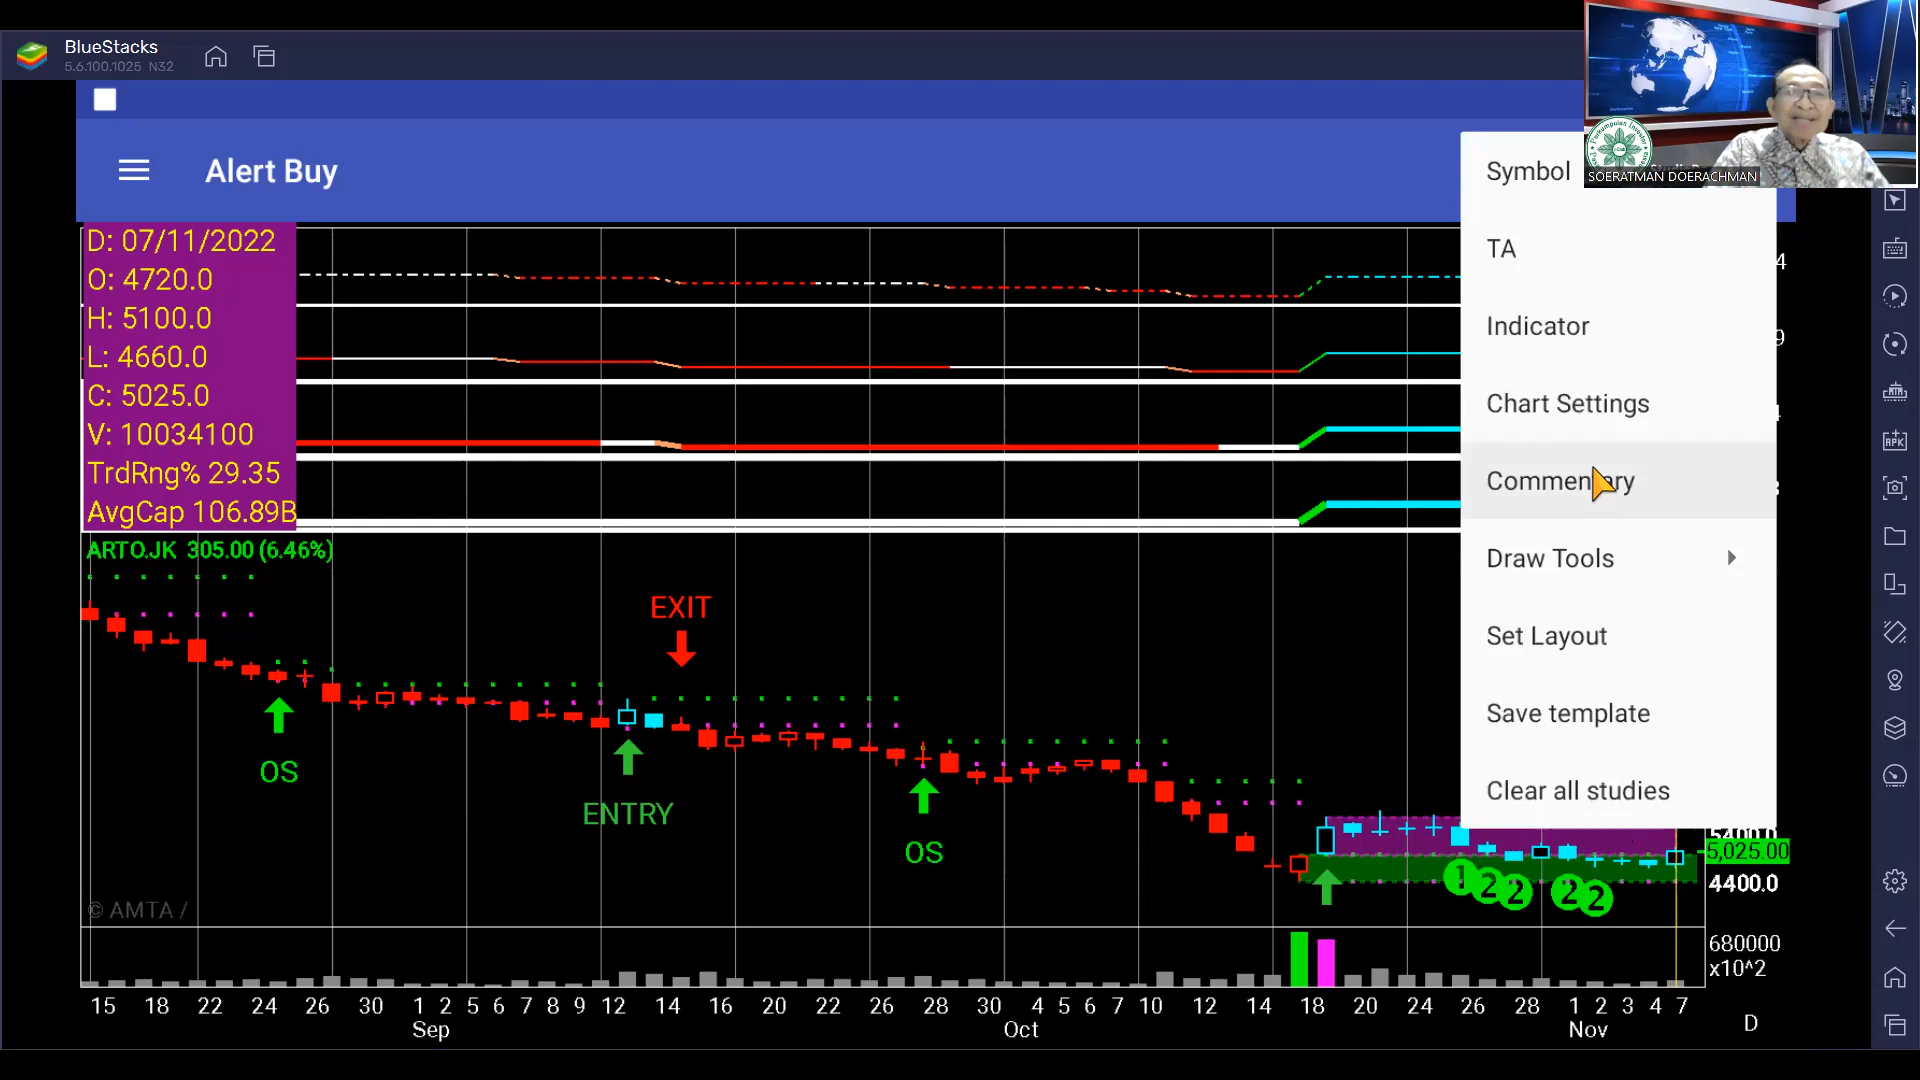 BlueStacks
5.6.100.1025 N32
Alert Buy
SOERATMAN DOERACHMAN
Symbol
TA
Indicator
Chart Settings
Commentary
Draw Tools
Set Layout
Save template
Clear all studies
D: 07/11/2022
O: 4720.0
H: 5100.0
L: 4660.0
C: 5025.0
V: 10034100
TrdRng% 29.35
AvgCap 106.89B
ARTO.JK 305.00 (6.46%)
EXIT
OS
ENTRY
OS
1 2 2 2 2
5400.0
5,025.00
4400.0
© AMTA /
680000
x10^2
15 18 22 24 26 30 1 2 5 6 7 8 9 12 14 16 20 22 26 28 30 4 5 6 7 10 12 14 18 20 24 26 28 1 2 3 4 7
Sep Oct Nov
D